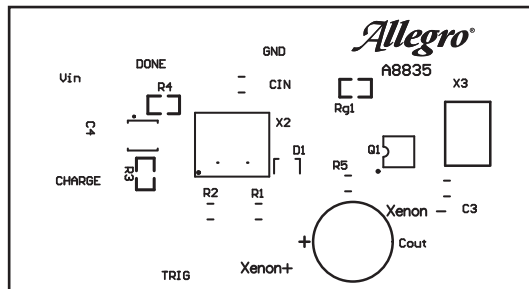 Allegro®
GND
DONE
A8835
Vin
R4
CIN
X3
Rg1
C4
X2
D1
Q1
R3
R5
CHARGE
R2
R1
Xenon –
C3
+
Cout
Xenon+
TRIG